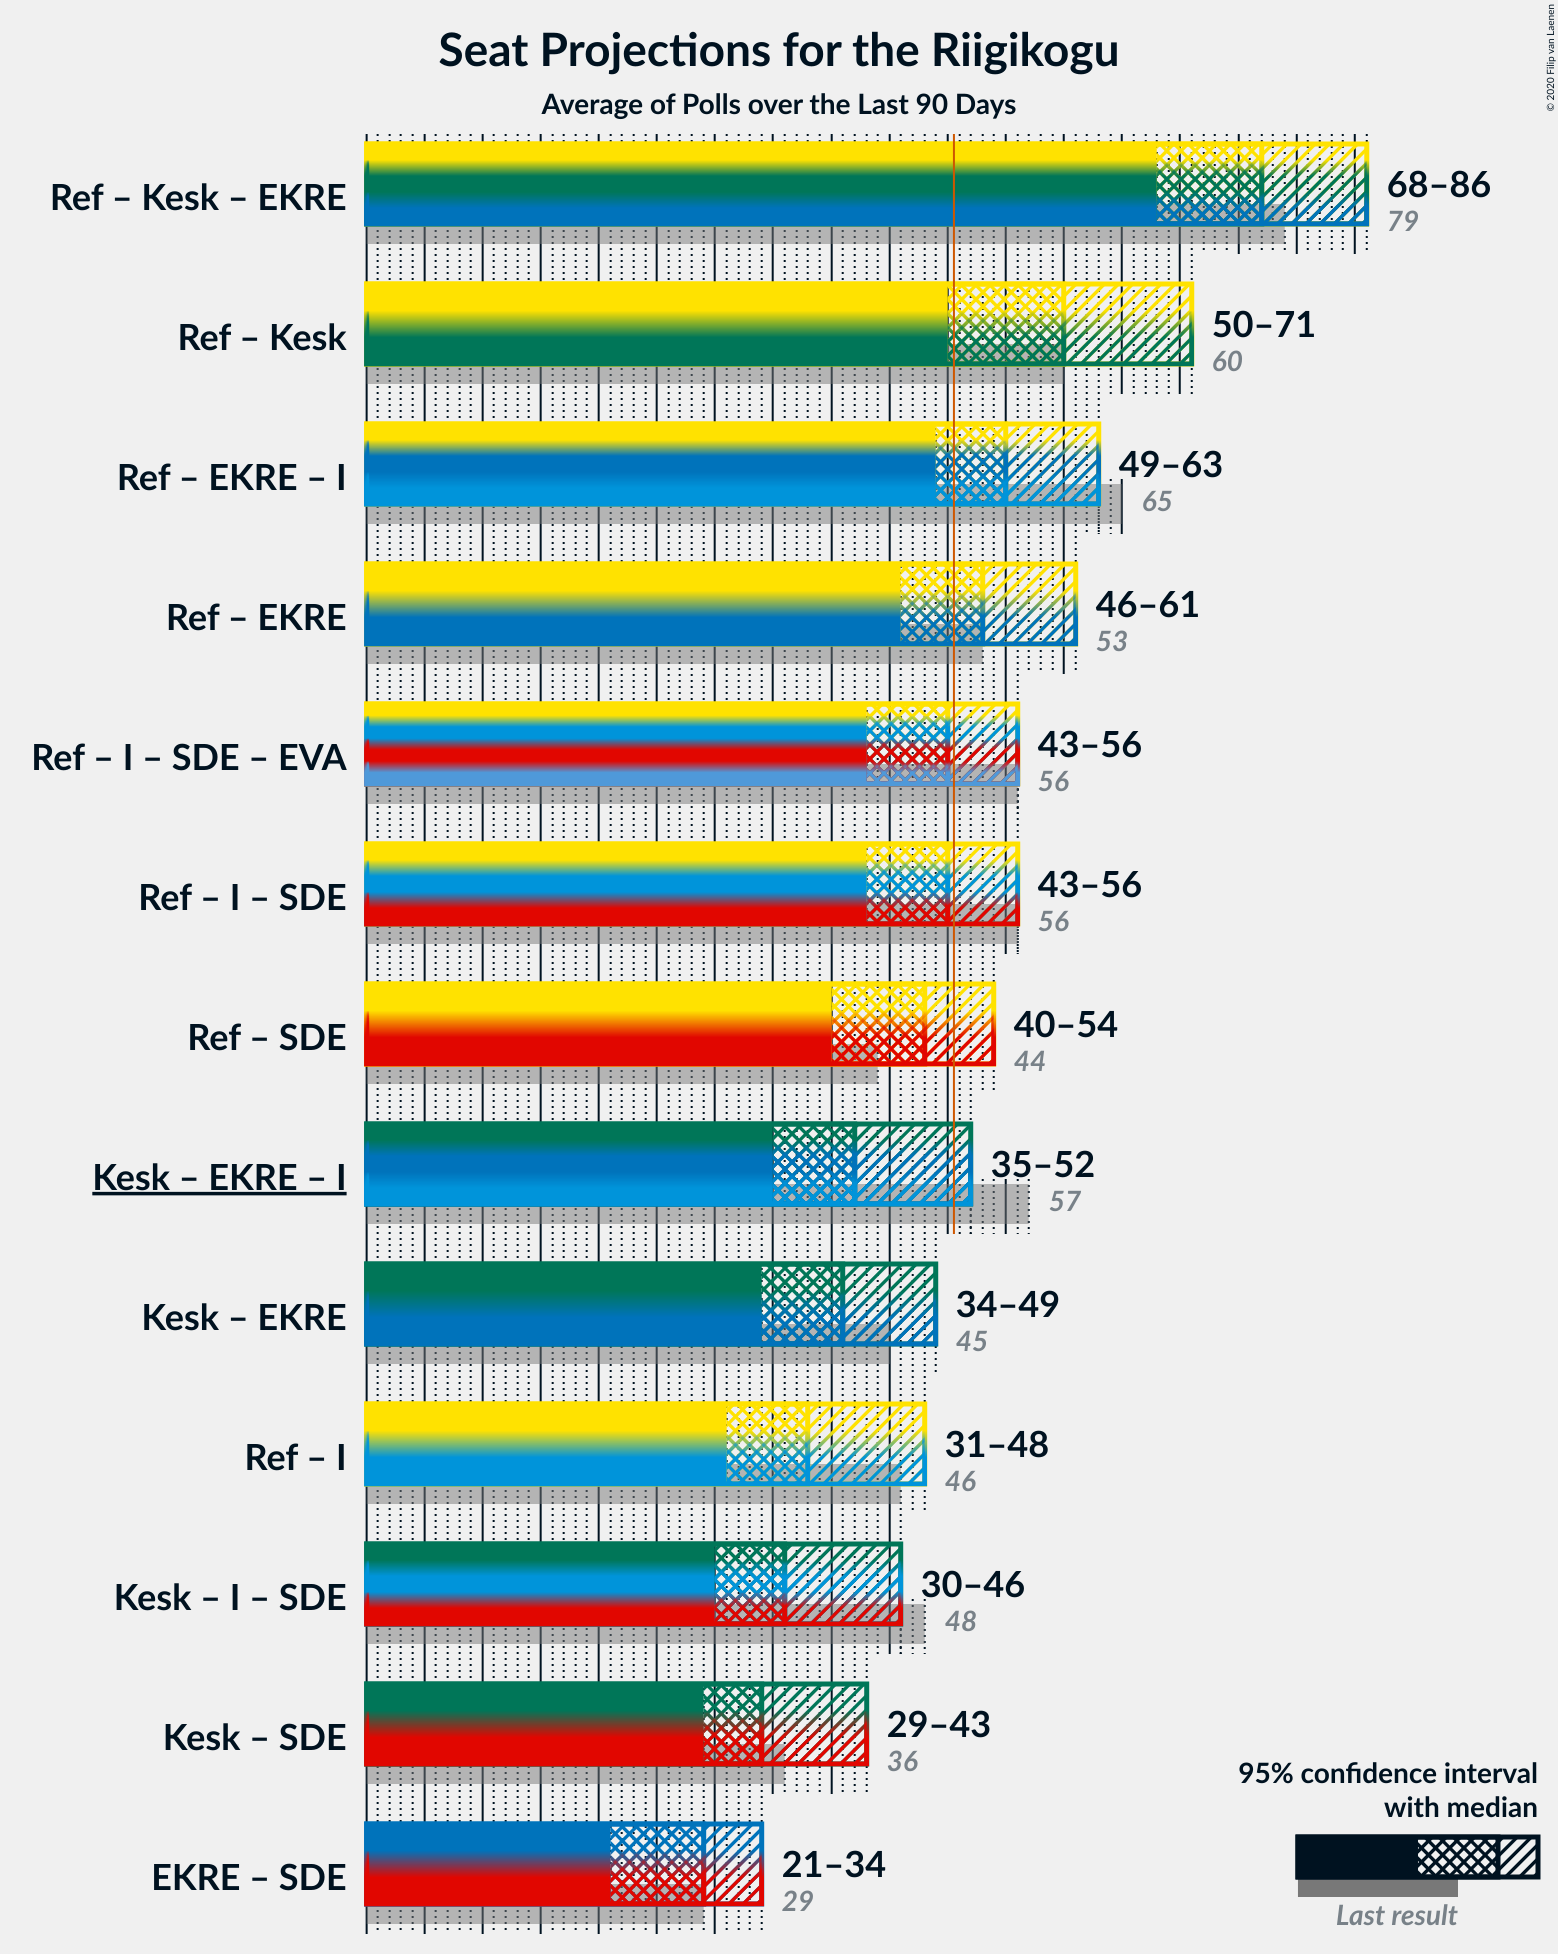 Seat Projections for the Riigikogu
Average of Polls over the Last 90 Days
© 2020 Filip van Laenen
Ref – Kesk – EKRE
68–86
79
Ref – Kesk
50–71
60
Ref – EKRE – I
49–63
65
Ref – EKRE
46–61
53
Ref – I – SDE – EVA
43–56
56
Ref – I – SDE
43–56
56
Ref – SDE
40–54
44
Kesk – EKRE – I
35–52
57
Kesk – EKRE
34–49
45
Ref – I
31–48
46
Kesk – I – SDE
30–46
48
Kesk – SDE
29–43
36
EKRE – SDE
21–34
29
95% confidence interval
with median
Last result